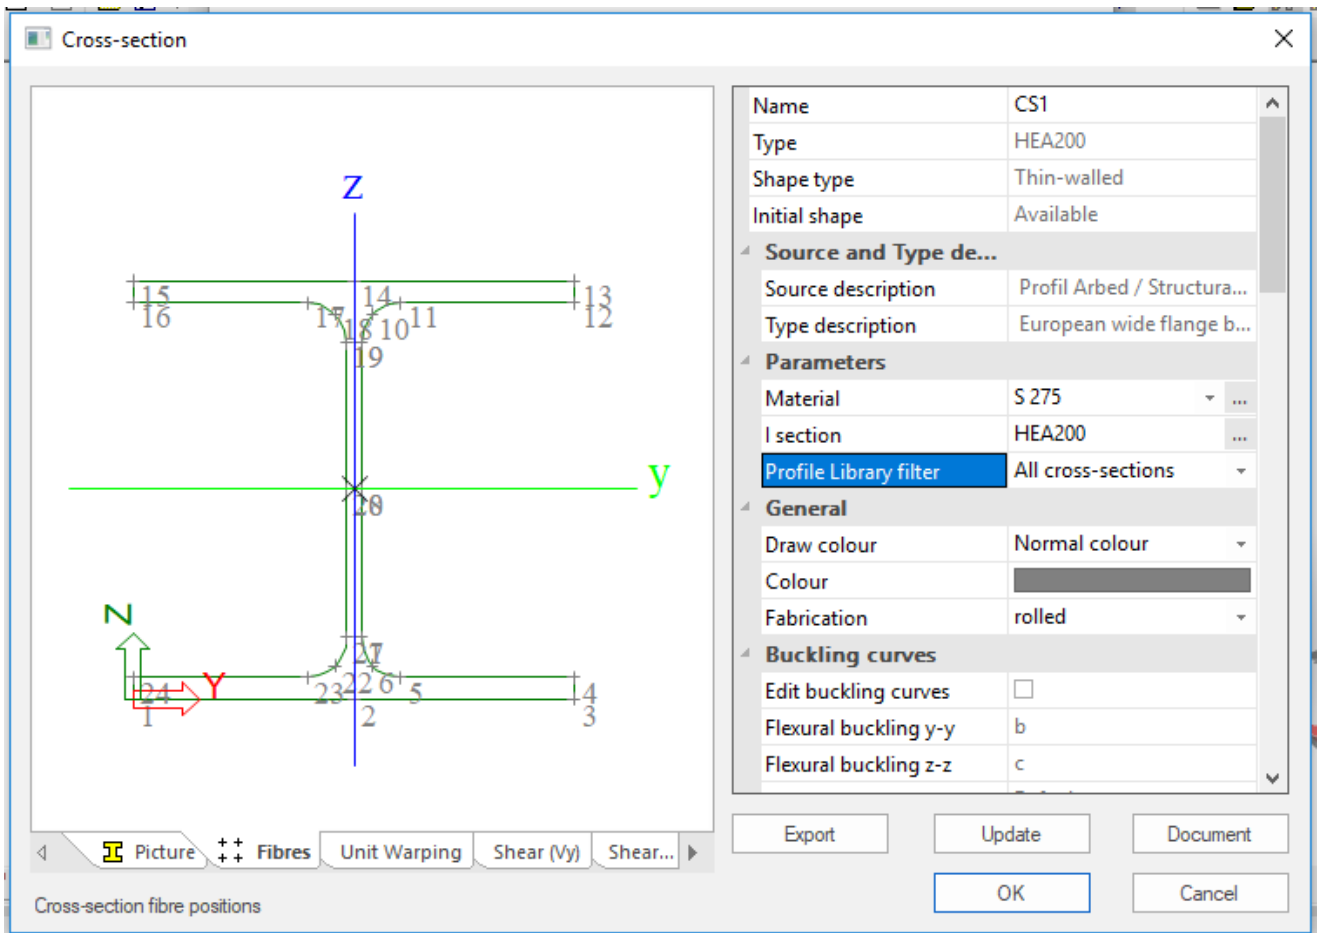 Cross-section
Z
y
15
16
14
17
18
10
11
13
12
19
20
24
1
23
22
2
6
5
4
3
Z
Y
Name CS1
Type HEA200
Shape type Thin-walled
Initial shape Available
Source and Type de...
Source description Profil Arbed / Structura...
Type description European wide flange b...
Parameters
Material S 275 ...
I section HEA200 ...
Profile Library filter All cross-sections
General
Draw colour Normal colour
Colour
Fabrication rolled
Buckling curves
Edit buckling curves
Flexural buckling y-y b
Flexural buckling z-z c
Picture Fibres Unit Warping Shear (Vy) Shear...
Export Update Document
OK Cancel
Cross-section fibre positions